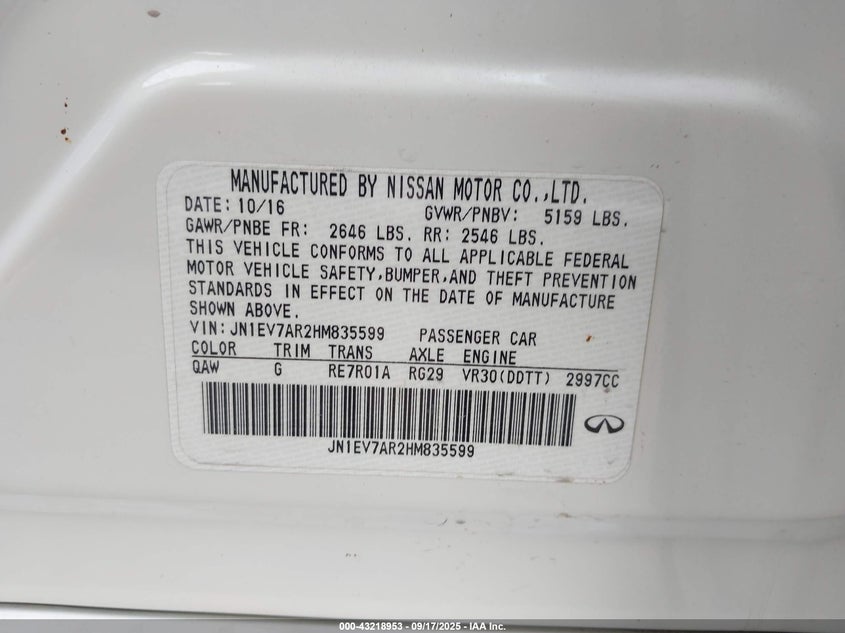 MANUFACTURED BY NISSAN MOTOR CO.,LTD.
DATE: 10/16 GVWR/PNBV: 5159 LBS.
GAWR/PNBE FR: 2646 LBS. RR: 2546 LBS.
THIS VEHICLE CONFORMS TO ALL APPLICABLE FEDERAL
MOTOR VEHICLE SAFETY,BUMPER,AND THEFT PREVENTION
STANDARDS IN EFFECT ON THE DATE OF MANUFACTURE
SHOWN ABOVE.
VIN: JN1EV7AR2HM835599 PASSENGER CAR
COLOR TRIM TRANS AXLE ENGINE
QAW G RE7R01A RG29 VR30(DDTT) 2997CC
JN1EV7AR2HM835599
000-43218953 - 09/17/2025 - IAA Inc.